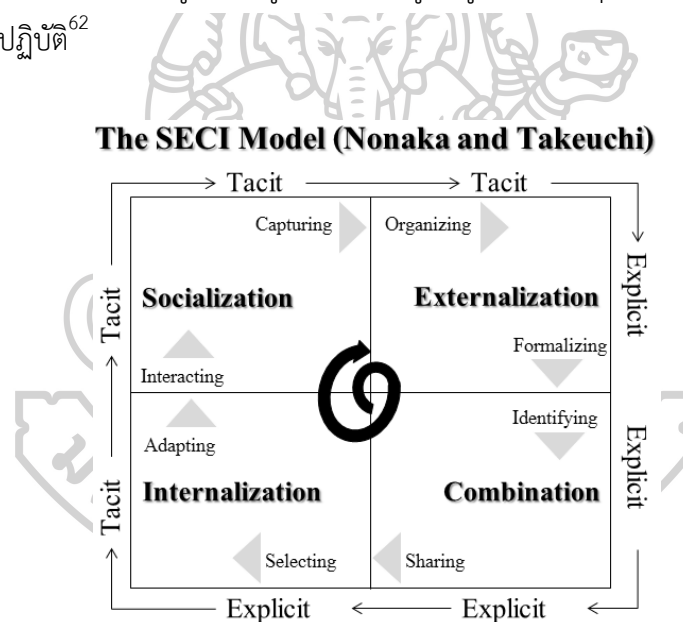 ปฏิบัติ62
The SECI Model (Nonaka and Takeuchi)
Tacit Tacit
Capturing Organizing
Explicit
Tacit
Socialization Externalization
Formalizing
Interacting
Identifying
Adapting
Explicit
Tacit
Internalization Combination
Selecting Sharing
Explicit Explicit